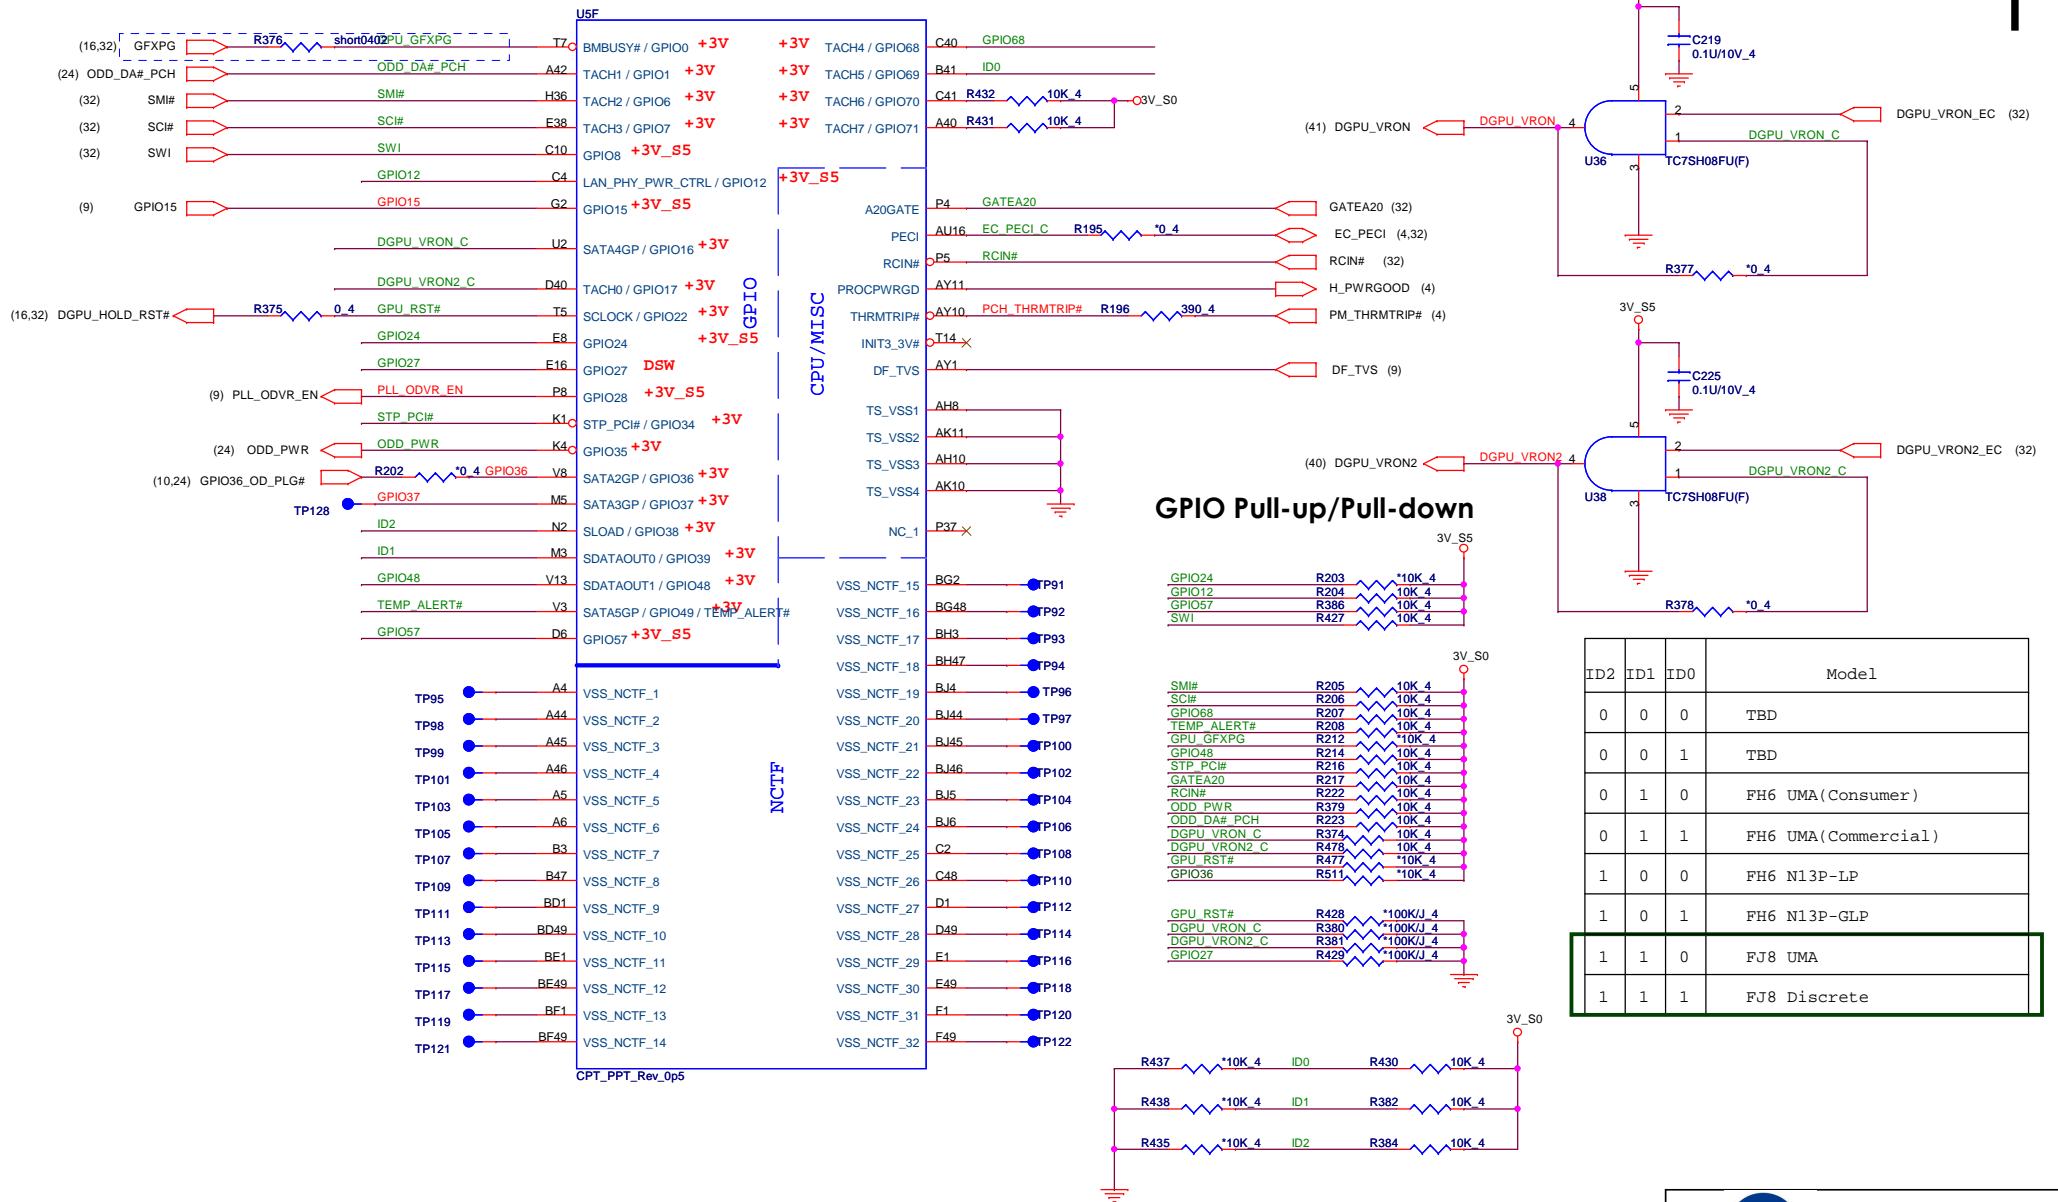 U5F
(16,32) GFXPG R376 short0402 GPU_GFXPG T7 BMBUSY# / GPIO0 +3V
(24) ODD_DA#_PCH ODD_DA#_PCH A42 TACH1 / GPIO1 +3V
(32) SMI# SMI# H36 TACH2 / GPIO6 +3V
(32) SCI# SCI# E38 TACH3 / GPIO7 +3V
(32) SWI SWI C10 GPIO8 +3V_S5
GPIO12 C4 LAN_PHY_PWR_CTRL / GPIO12 +3V_S5
(9) GPIO15 GPIO15 G2 GPIO15 +3V_S5
DGPU_VRON_C U2 SATA4GP / GPIO16 +3V
DGPU_VRON2_C D40 TACH0 / GPIO17 +3V
(16,32) DGPU_HOLD_RST# R375 0_4 GPU_RST# T5 SCLOCK / GPIO22 +3V
GPIO24 E8 GPIO24 +3V_S5
GPIO27 E16 GPIO27 DSW
(9) PLL_ODVR_EN PLL_ODVR_EN P8 GPIO28 +3V_S5
STP_PCI# K1 STP_PCI# / GPIO34 +3V
(24) ODD_PWR ODD_PWR K4 GPIO35 +3V
(10,24) GPIO36_OD_PLG# R202 *0_4 GPIO36 V8 SATA2GP / GPIO36 +3V
TP128 GPIO37 M5 SATA3GP / GPIO37 +3V
ID2 N2 SLOAD / GPIO38 +3V
ID1 M3 SDATAOUT0 / GPIO39 +3V
GPIO48 V13 SDATAOUT1 / GPIO48 +3V
TEMP_ALERT# V3 SATA5GP / GPIO49 / TEMP_ALERT# +3V
GPIO57 D6 GPIO57 +3V_S5
GPIO
CPU/MISC
NCTF
TP95 A4 VSS_NCTF_1
TP98 A44 VSS_NCTF_2
TP99 A45 VSS_NCTF_3
TP101 A46 VSS_NCTF_4
TP103 A5 VSS_NCTF_5
TP105 A6 VSS_NCTF_6
TP107 B3 VSS_NCTF_7
TP109 B47 VSS_NCTF_8
TP111 BD1 VSS_NCTF_9
TP113 BD49 VSS_NCTF_10
TP115 BE1 VSS_NCTF_11
TP117 BE49 VSS_NCTF_12
TP119 BF1 VSS_NCTF_13
TP121 BF49 VSS_NCTF_14
CPT_PPT_Rev_0p5
+3V TACH4 / GPIO68 C40 GPIO68
+3V TACH5 / GPIO69 B41 ID0
+3V TACH6 / GPIO70 C41 R432 10K_4 3V_S0
+3V TACH7 / GPIO71 A40 R431 10K_4
A20GATE P4 GATEA20 GATEA20 (32)
PECI AU16 EC_PECI_C R195 *0_4 EC_PECI (4,32)
RCIN# P5 RCIN# RCIN# (32)
PROCPWRGD AY11 H_PWRGOOD (4)
THRMTRIP# AY10 PCH_THRMTRIP# R196 390_4 PM_THRMTRIP# (4)
INIT3_3V# T14
DF_TVS AY1 DF_TVS (9)
TS_VSS1 AH8
TS_VSS2 AK11
TS_VSS3 AH10
TS_VSS4 AK10
NC_1 P37
VSS_NCTF_15 BG2 TP91
VSS_NCTF_16 BG48 TP92
VSS_NCTF_17 BH3 TP93
VSS_NCTF_18 BH47 TP94
VSS_NCTF_19 BJ4 TP96
VSS_NCTF_20 BJ44 TP97
VSS_NCTF_21 BJ45 TP100
VSS_NCTF_22 BJ46 TP102
VSS_NCTF_23 BJ5 TP104
VSS_NCTF_24 BJ6 TP106
VSS_NCTF_25 C2 TP108
VSS_NCTF_26 C48 TP110
VSS_NCTF_27 D1 TP112
VSS_NCTF_28 D49 TP114
VSS_NCTF_29 E1 TP116
VSS_NCTF_30 E49 TP118
VSS_NCTF_31 F1 TP120
VSS_NCTF_32 F49 TP122
C219
0.1U/10V_4
5
2 DGPU_VRON_EC (32)
(41) DGPU_VRON DGPU_VRON 4
1 DGPU_VRON_C
U36 TC7SH08FU(F)
3
R377 *0_4
3V_S5
C225
0.1U/10V_4
5
2 DGPU_VRON2_EC (32)
(40) DGPU_VRON2 DGPU_VRON2 4
1 DGPU_VRON2_C
U38 TC7SH08FU(F)
3
R378 *0_4
GPIO Pull-up/Pull-down
3V_S5
GPIO24 R203 *10K_4
GPIO12 R204 10K_4
GPIO57 R386 10K_4
SWI R427 10K_4
3V_S0
SMI# R205 10K_4
SCI# R206 10K_4
GPIO68 R207 10K_4
TEMP_ALERT# R208 10K_4
GPU_GFXPG R212 *10K_4
GPIO48 R214 10K_4
STP_PCI# R216 10K_4
GATEA20 R217 10K_4
RCIN# R222 10K_4
ODD_PWR R379 10K_4
ODD_DA#_PCH R223 10K_4
DGPU_VRON_C R374 10K_4
DGPU_VRON2_C R478 10K_4
GPU_RST# R477 *10K_4
GPIO36 R511 *10K_4
GPU_RST# R428 *100K/J_4
DGPU_VRON_C R380 *100K/J_4
DGPU_VRON2_C R381 *100K/J_4
GPIO27 R429 *100K/J_4
3V_S0
R437 *10K_4 ID0 R430 10K_4
R438 *10K_4 ID1 R382 10K_4
R435 *10K_4 ID2 R384 10K_4
ID2 ID1 ID0 Model
0 0 0 TBD
0 0 1 TBD
0 1 0 FH6 UMA(Consumer)
0 1 1 FH6 UMA(Commercial)
1 0 0 FH6 N13P-LP
1 0 1 FH6 N13P-GLP
1 1 0 FJ8 UMA
1 1 1 FJ8 Discrete